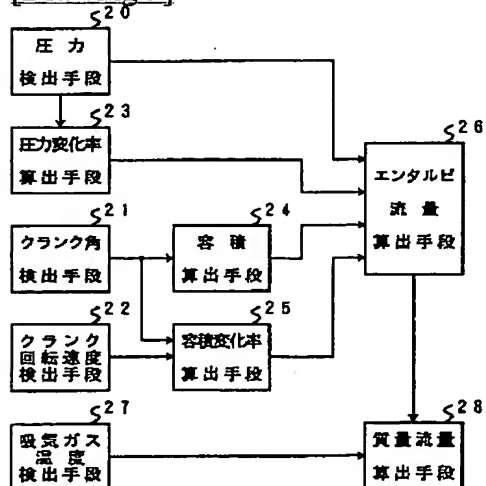 20
圧力
検出手段
23
圧力変化率
算出手段
26
エンタルピ
流量
算出手段
21
クランク角
検出手段
24
容積
算出手段
22
クランク
回転速度
検出手段
25
容積変化率
算出手段
27
吸気ガス
温度
検出手段
28
質量流量
算出手段